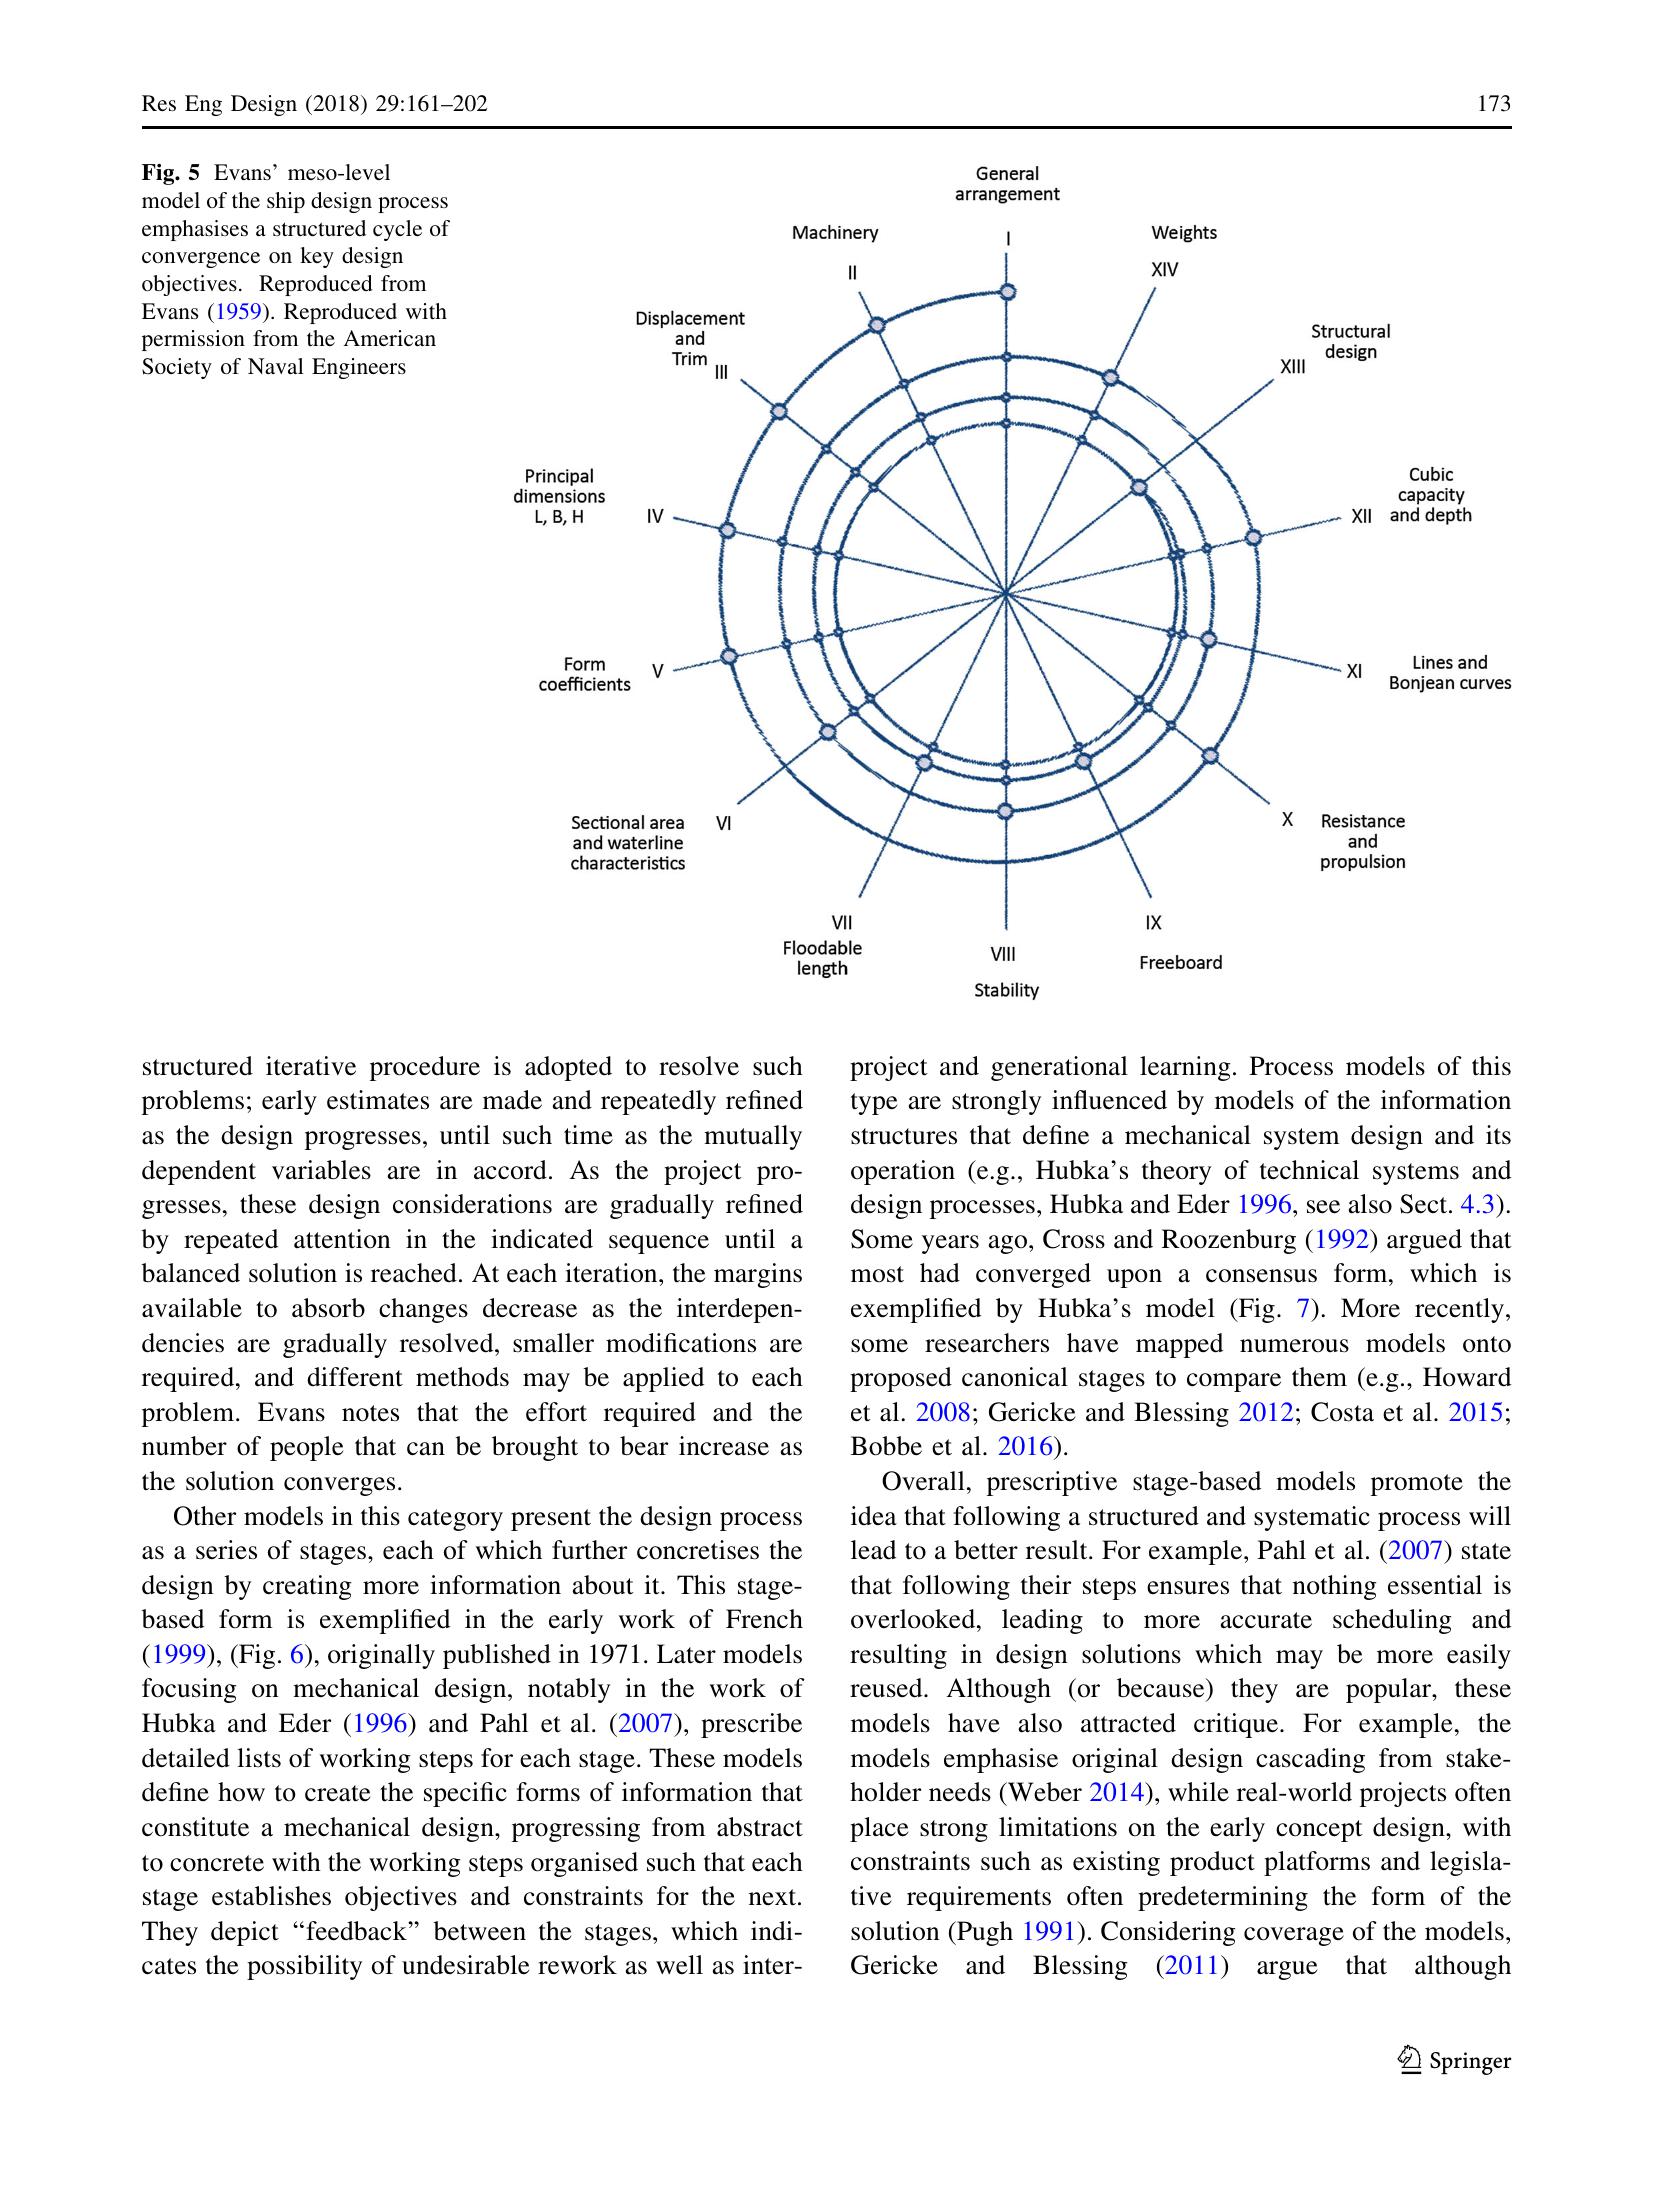 Res Eng Design (2018) 29:161–202
173
Fig. 5 Evans’ meso-level
model of the ship design process
emphasises a structured cycle of
convergence on key design
objectives. Reproduced from
Evans (1959). Reproduced with
permission from the American
Society of Naval Engineers
General
arrangement
I
Machinery
II
Displacement
and
Trim
III
Principal
dimensions
L, B, H
IV
Form
coefficients
V
Sectional area
and waterline
characteristics
VI
VII
Floodable
length
VIII
Stability
IX
Freeboard
X
Resistance
and
propulsion
XI
Lines and
Bonjean curves
XII
Cubic
capacity
and depth
Structural
design
XIII
Weights
XIV
structured iterative procedure is adopted to resolve such
problems; early estimates are made and repeatedly refined
as the design progresses, until such time as the mutually
dependent variables are in accord. As the project pro-
gresses, these design considerations are gradually refined
by repeated attention in the indicated sequence until a
balanced solution is reached. At each iteration, the margins
available to absorb changes decrease as the interdepen-
dencies are gradually resolved, smaller modifications are
required, and different methods may be applied to each
problem. Evans notes that the effort required and the
number of people that can be brought to bear increase as
the solution converges.
Other models in this category present the design process
as a series of stages, each of which further concretises the
design by creating more information about it. This stage-
based form is exemplified in the early work of French
(1999), (Fig. 6), originally published in 1971. Later models
focusing on mechanical design, notably in the work of
Hubka and Eder (1996) and Pahl et al. (2007), prescribe
detailed lists of working steps for each stage. These models
define how to create the specific forms of information that
constitute a mechanical design, progressing from abstract
to concrete with the working steps organised such that each
stage establishes objectives and constraints for the next.
They depict “feedback” between the stages, which indi-
cates the possibility of undesirable rework as well as inter-
project and generational learning. Process models of this
type are strongly influenced by models of the information
structures that define a mechanical system design and its
operation (e.g., Hubka’s theory of technical systems and
design processes, Hubka and Eder 1996, see also Sect. 4.3).
Some years ago, Cross and Roozenburg (1992) argued that
most had converged upon a consensus form, which is
exemplified by Hubka’s model (Fig. 7). More recently,
some researchers have mapped numerous models onto
proposed canonical stages to compare them (e.g., Howard
et al. 2008; Gericke and Blessing 2012; Costa et al. 2015;
Bobbe et al. 2016).
Overall, prescriptive stage-based models promote the
idea that following a structured and systematic process will
lead to a better result. For example, Pahl et al. (2007) state
that following their steps ensures that nothing essential is
overlooked, leading to more accurate scheduling and
resulting in design solutions which may be more easily
reused. Although (or because) they are popular, these
models have also attracted critique. For example, the
models emphasise original design cascading from stake-
holder needs (Weber 2014), while real-world projects often
place strong limitations on the early concept design, with
constraints such as existing product platforms and legisla-
tive requirements often predetermining the form of the
solution (Pugh 1991). Considering coverage of the models,
Gericke and Blessing (2011) argue that although
Springer